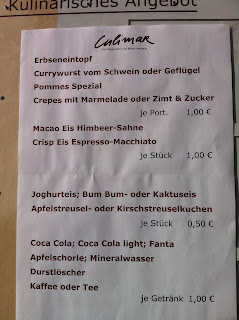 Kulinarisches Angebot
Culimar
Erbseneintopf
Currywurst vom Schwein oder Geflügel
Pommes Spezial
Crepes mit Marmelade oder Zimt & Zucker
je Port. 1,00 €
Macao Eis Himbeer-Sahne
Crisp Eis Espresso-Macchiato
je Stück 1,00 €
Joghurteis; Bum Bum- oder Kaktuseis
Apfelstreusel- oder Kirschstreuselkuchen
je Stück 0,50 €
Coca Cola; Coca Cola light; Fanta
Apfelschorle; Mineralwasser
Durstlöscher
Kaffee oder Tee
je Getränk 1,00 €